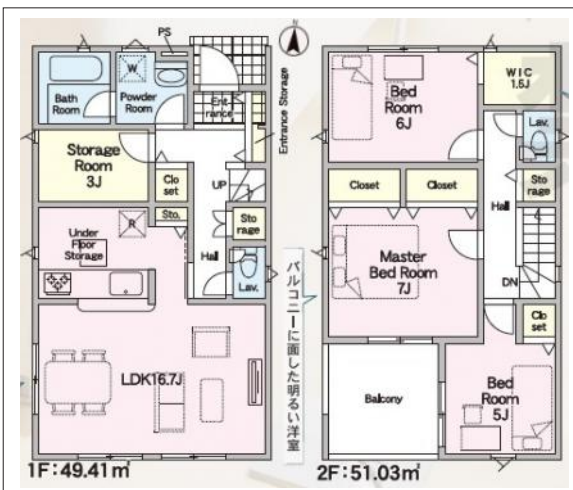 PS
N
W
Bath
Room
Powder
Room
Ent
rance
Entrance Storage
Storage
Room
3J
Clo
set
UP
Sto.
Sto
rage
R
Under
Floor
Storage
Hall
Lav.
LDK16.7J
1F:49.41㎡
バルコニーに面した明るい洋室
Bed
Room
6J
WIC
1.5J
Lav.
Closet
Closet
Hall
Sto
rage
Master
Bed Room
7J
DN
Clo
set
Balcony
Bed
Room
5J
2F:51.03㎡